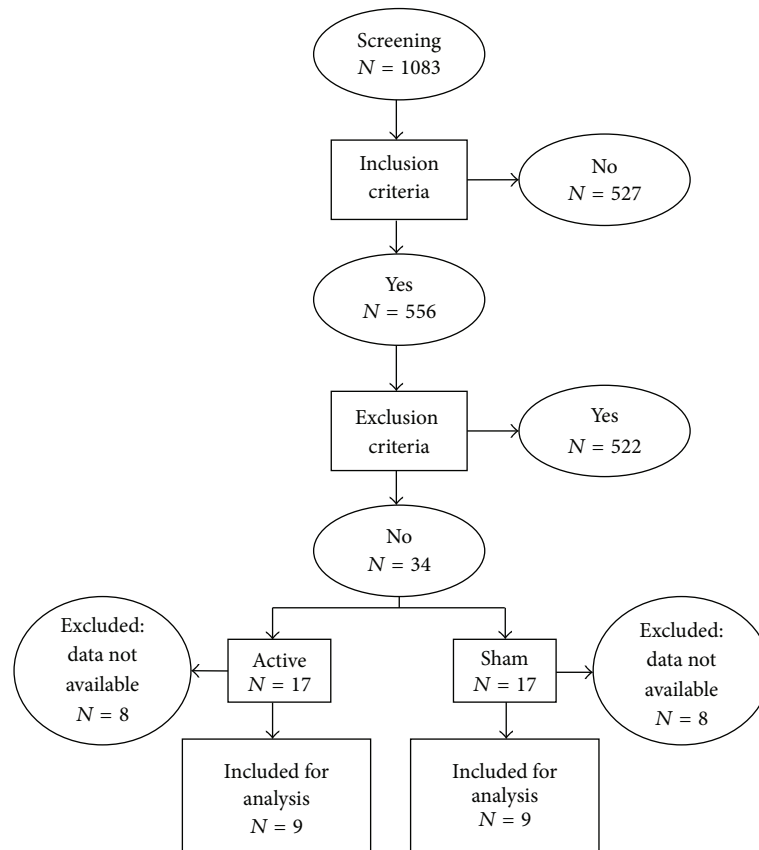 Screening
N = 1083
Inclusion
criteria
No
N = 527
Yes
N = 556
Exclusion
criteria
Yes
N = 522
No
N = 34
Excluded:
data not
available
N = 8
Active
N = 17
Sham
N = 17
Excluded:
data not
available
N = 8
Included for
analysis
N = 9
Included for
analysis
N = 9